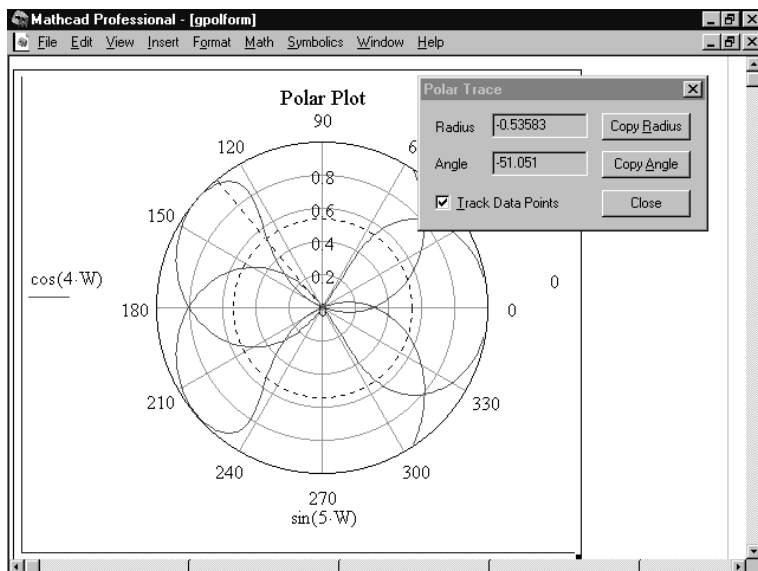 Mathcad Professional - [gpolform]
File Edit View Insert Format Math Symbolics Window Help
Polar Plot
Polar Trace
Radius -0.53583 Copy Radius
Angle -51.051 Copy Angle
Track Data Points Close
90
120
150
0.8
0.6
0.4
0.2
cos(4·W)
0
180
0
210
330
240
300
270
sin(5·W)